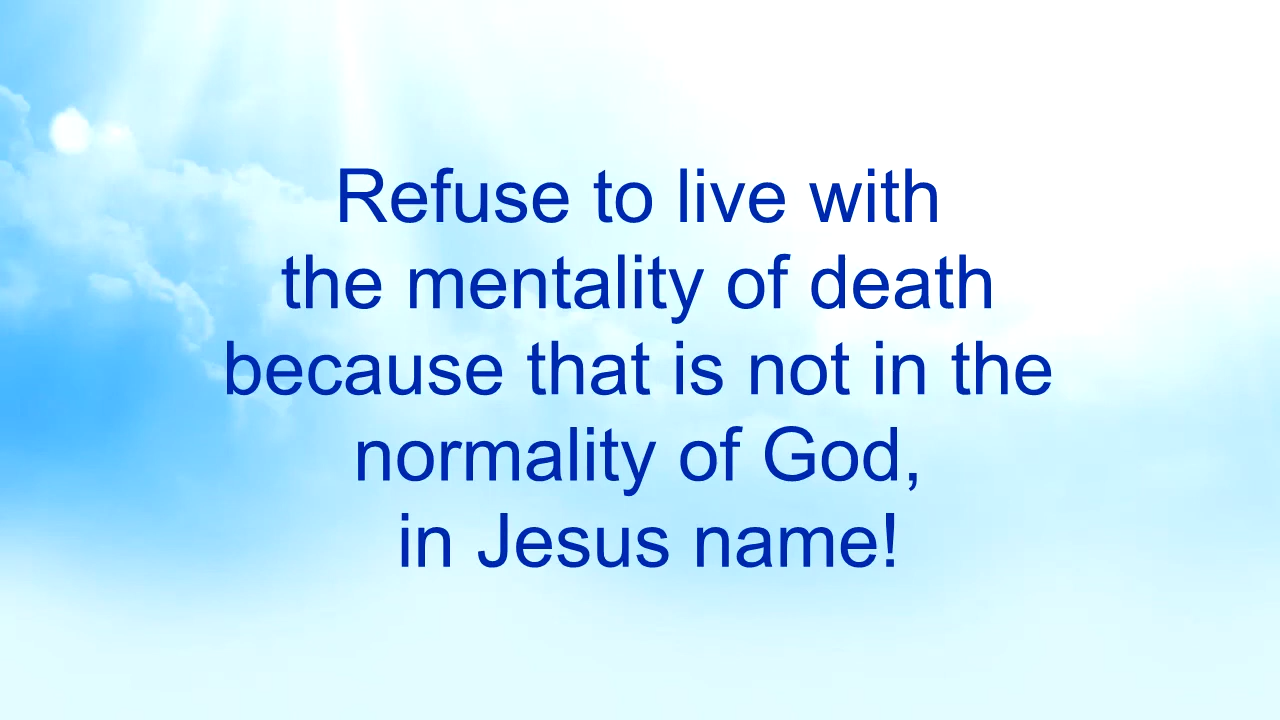 Refuse to live with
the mentality of death
because that is not in the
normality of God,
in Jesus name!